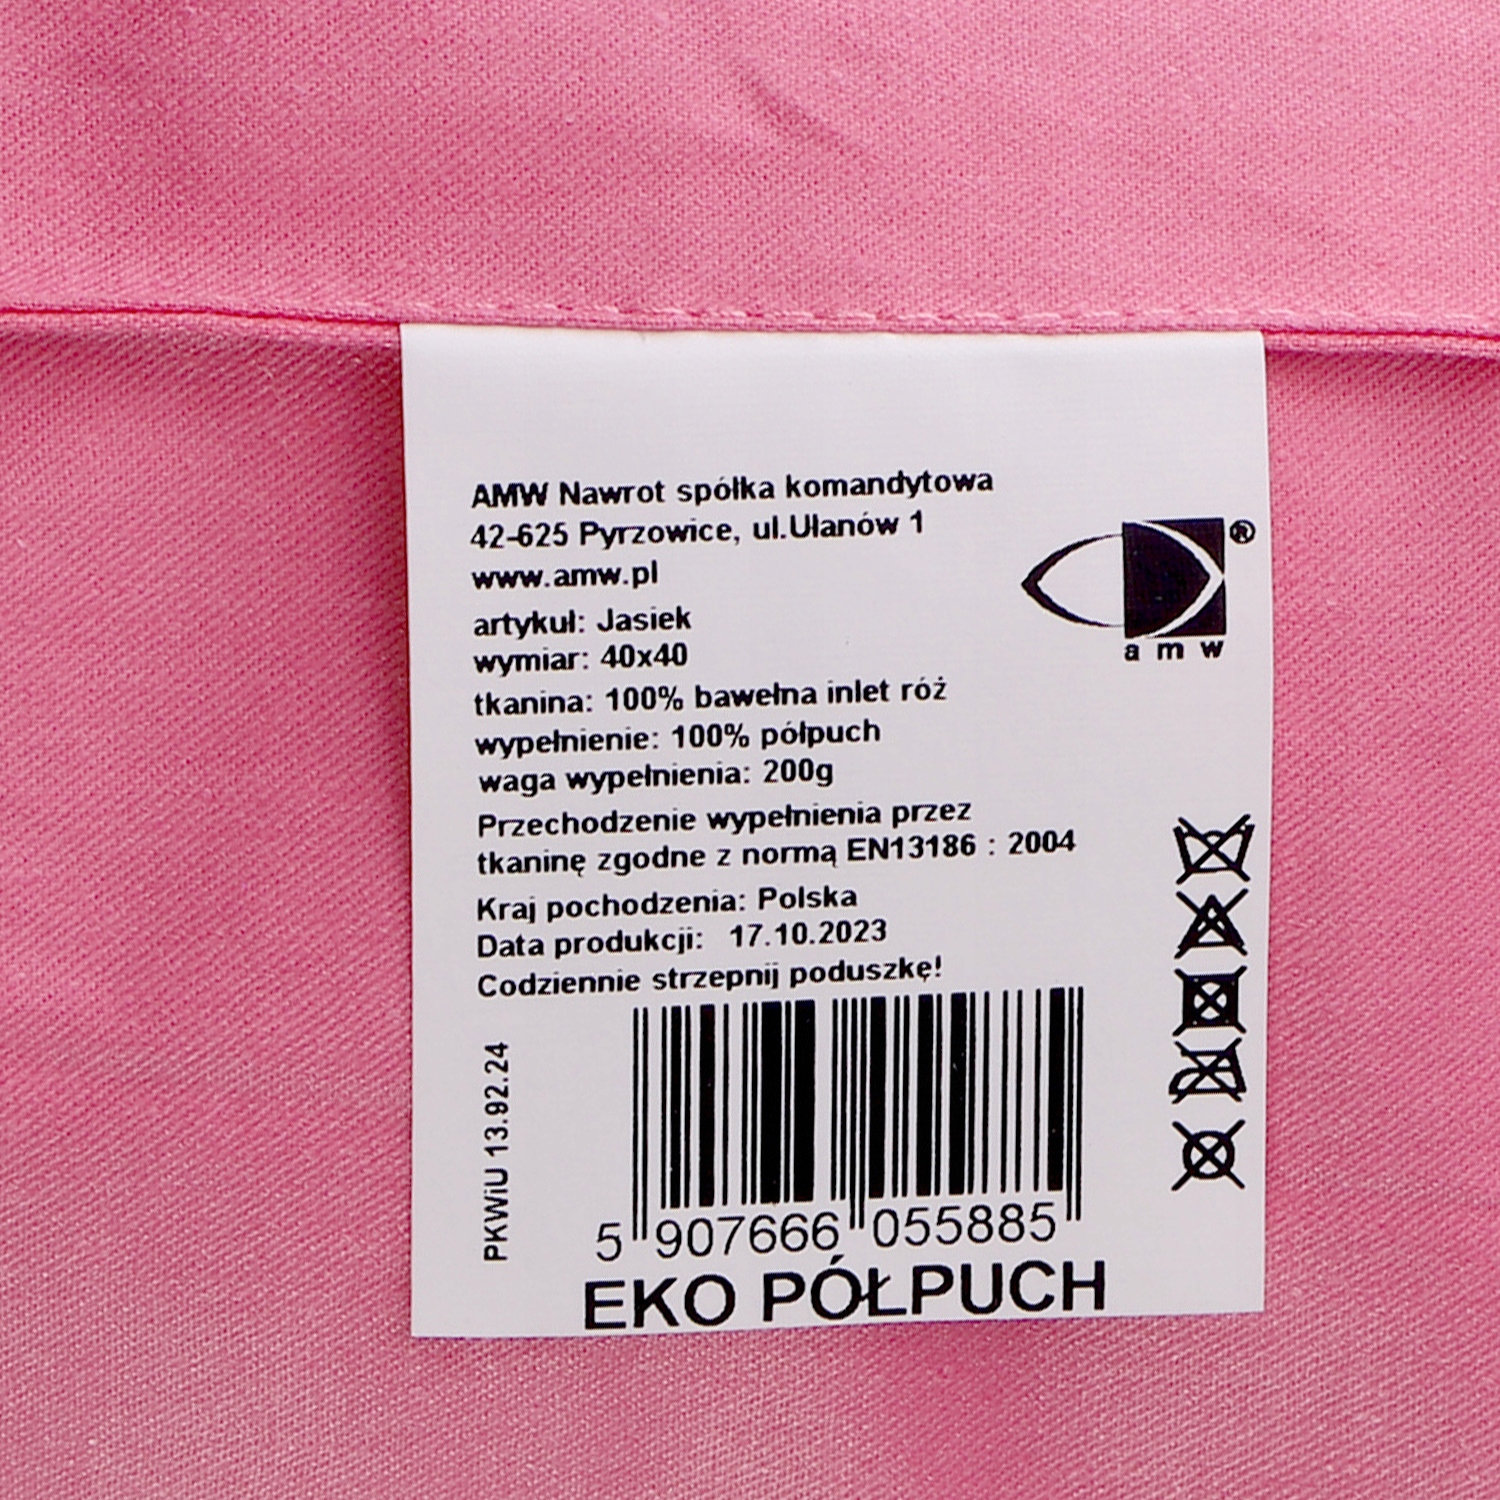 AMW Nawrot spółka komandytowa
42-625 Pyrzowice, ul.Ułanów 1
www.amw.pl
®
a m w
artykuł: Jasiek
wymiar: 40x40
tkanina: 100% bawełna inlet róż
wypełnienie: 100% półpuch
waga wypełnienia: 200g
Przechodzenie wypełnienia przez
tkaninę zgodne z normą EN13186 : 2004
Kraj pochodzenia: Polska
Data produkcji: 17.10.2023
Codziennie strzepnij poduszkę!
PKWiU 13.92.24
5 907666 055885
EKO PÓŁPUCH